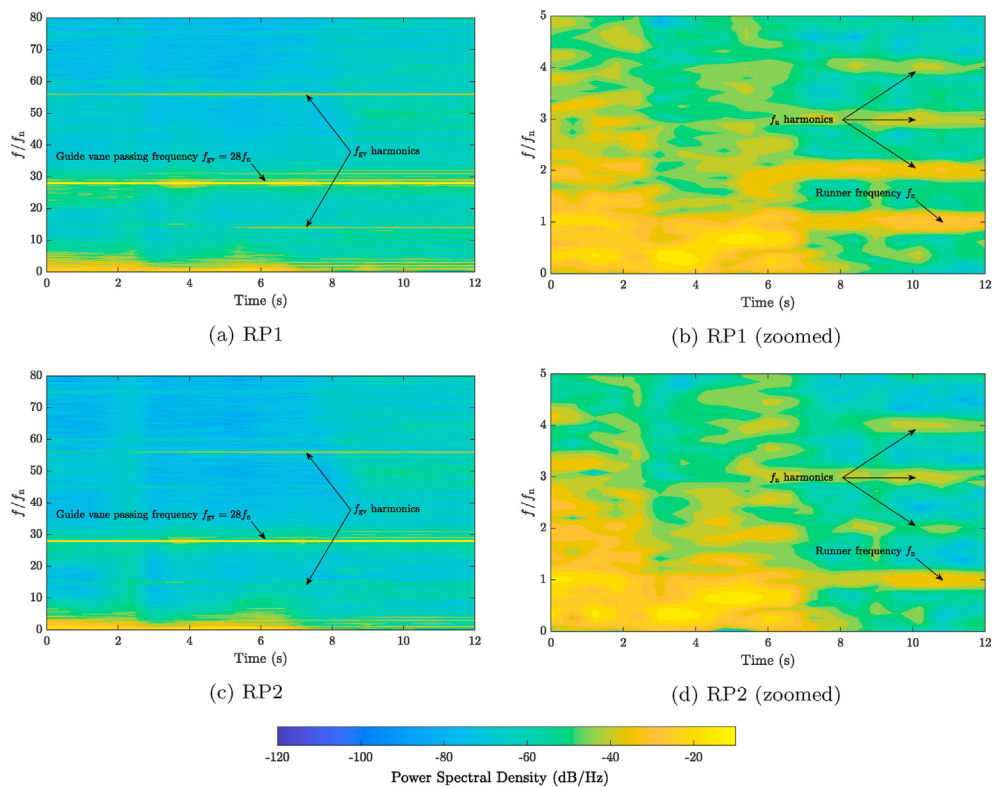 80
70
60
50
40
30
20
10
0
f/fn
Guide vane passing frequency fgv = 28fn
fgv harmonics
0 2 4 6 8 10 12
Time (s)
(a) RP1
5
4
3
2
1
0
f/fn
fn harmonics
Runner frequency fn
0 2 4 6 8 10 12
Time (s)
(b) RP1 (zoomed)
80
70
60
50
40
30
20
10
0
f/fn
Guide vane passing frequency fgv = 28fn
fgv harmonics
0 2 4 6 8 10 12
Time (s)
(c) RP2
5
4
3
2
1
0
f/fn
fn harmonics
Runner frequency fn
0 2 4 6 8 10 12
Time (s)
(d) RP2 (zoomed)
-120 -100 -80 -60 -40 -20
Power Spectral Density (dB/Hz)